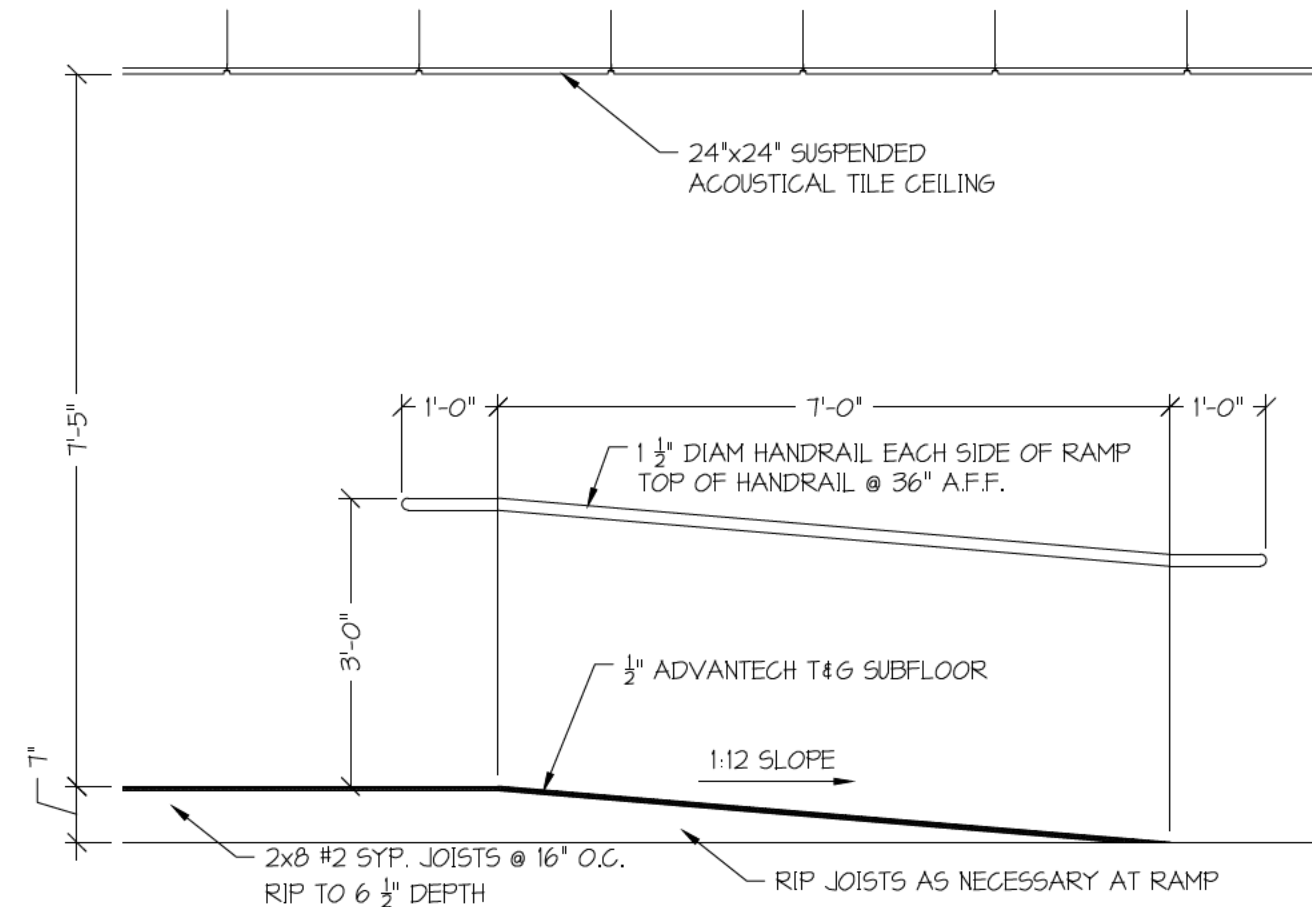 24"x24" SUSPENDED
ACOUSTICAL TILE CEILING
7'-5"
1'-0"
7'-0"
1'-0"
1 1/2" DIAM HANDRAIL EACH SIDE OF RAMP
TOP OF HANDRAIL @ 36" A.F.F.
3'-0"
1/2" ADVANTECH T&G SUBFLOOR
1:12 SLOPE
7"
2x8 #2 SYP. JOISTS @ 16" O.C.
RIP TO 6 1/2" DEPTH
RIP JOISTS AS NECESSARY AT RAMP